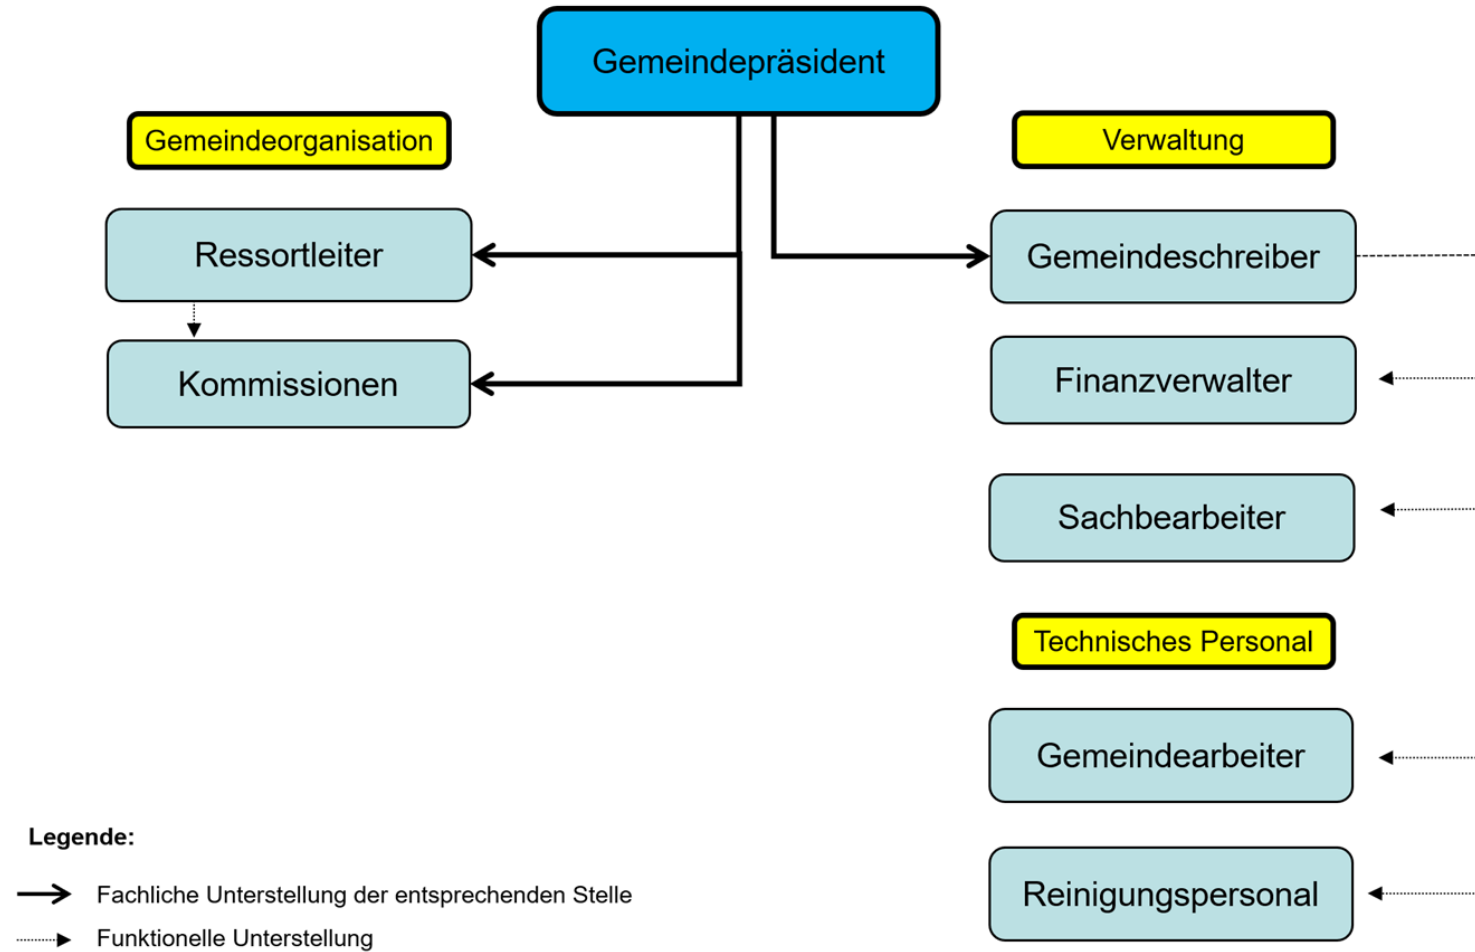 Gemeindepräsident
Gemeindeorganisation
Verwaltung
Ressortleiter
Gemeindeschreiber
Kommissionen
Finanzverwalter
Sachbearbeiter
Technisches Personal
Gemeindearbeiter
Reinigungspersonal
Legende:
Fachliche Unterstellung der entsprechenden Stelle
Funktionelle Unterstellung